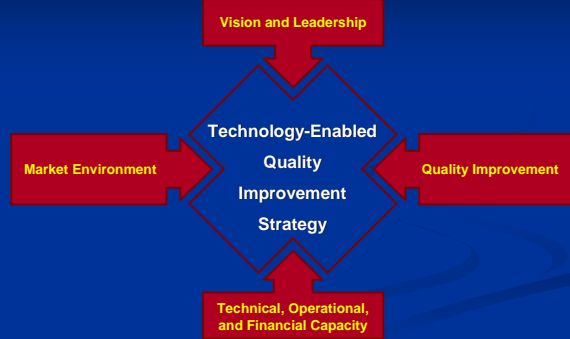 Vision and Leadership
Technology-Enabled
Quality
Improvement
Strategy
Market Environment
Quality Improvement
Technical, Operational,
and Financial Capacity